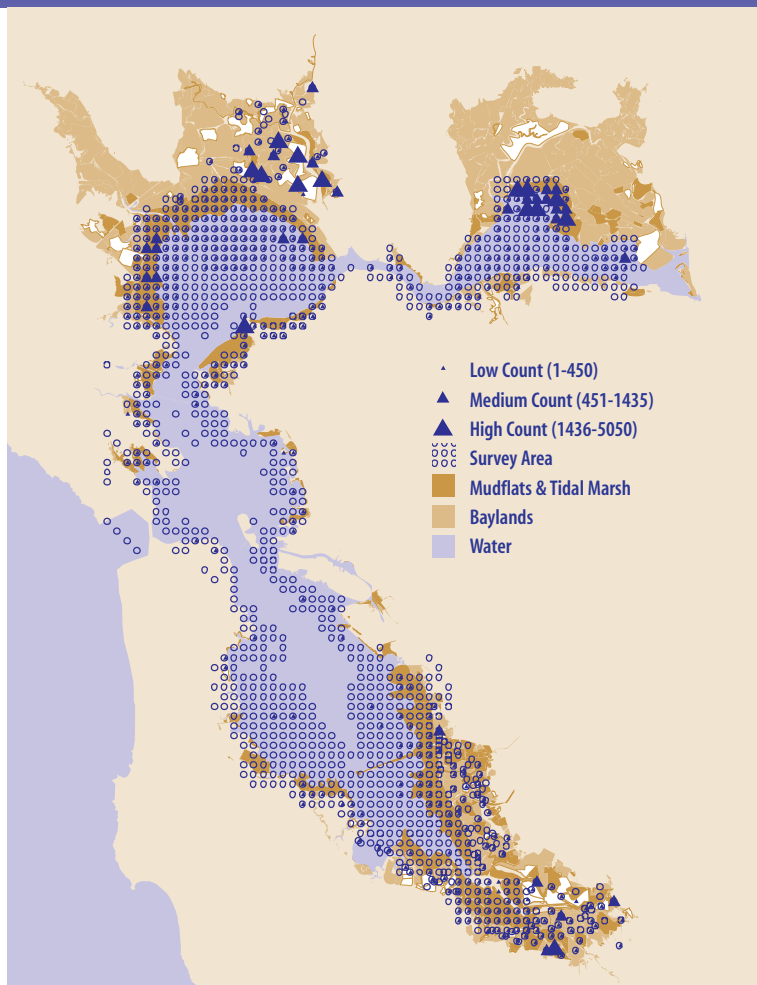 Low Count (1-450)
Medium Count (451-1435)
High Count (1436-5050)
Survey Area
Mudflats & Tidal Marsh
Baylands
Water